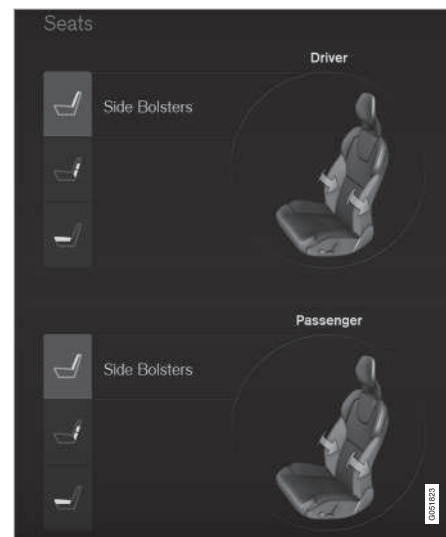 Seats
Driver
Side Bolsters
Passenger
Side Bolsters
G051823